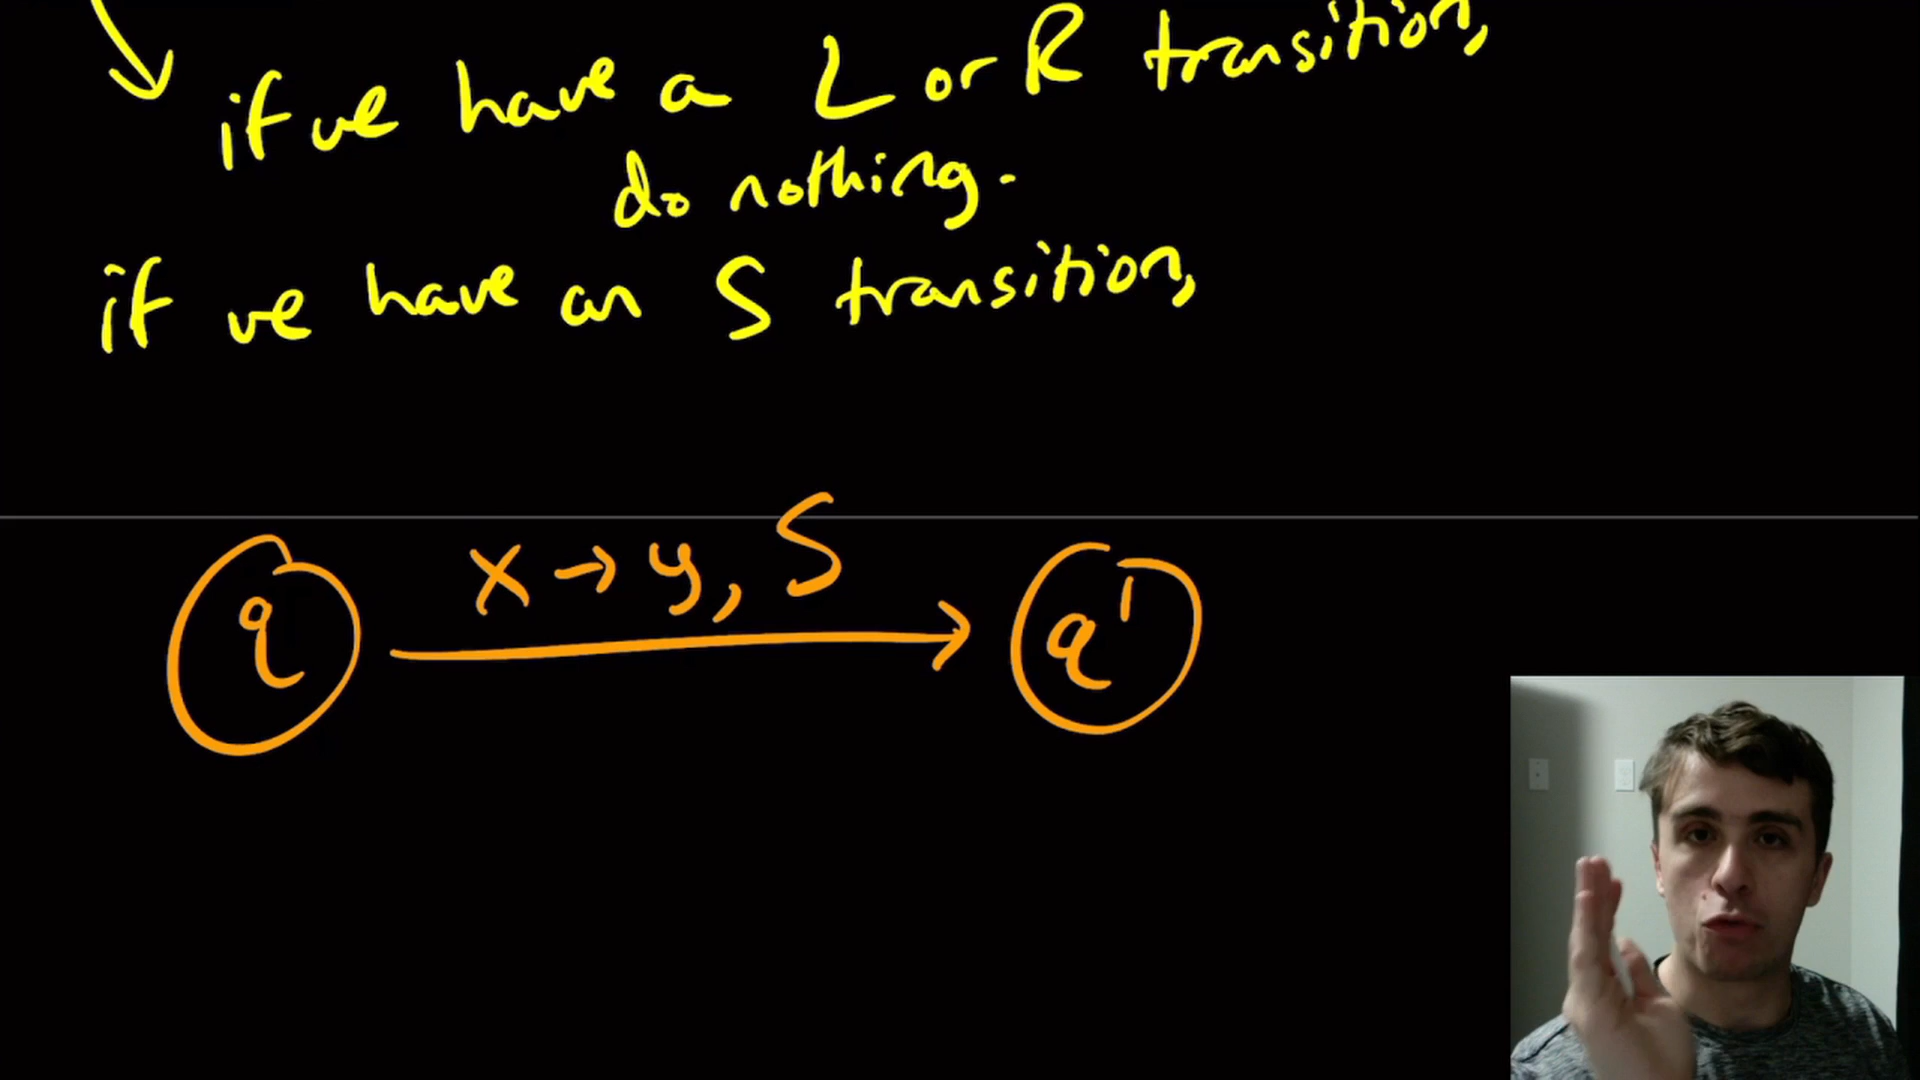 if we have a L or R transition,
do nothing.
if we have an S transition,
x → y, S
q
q'